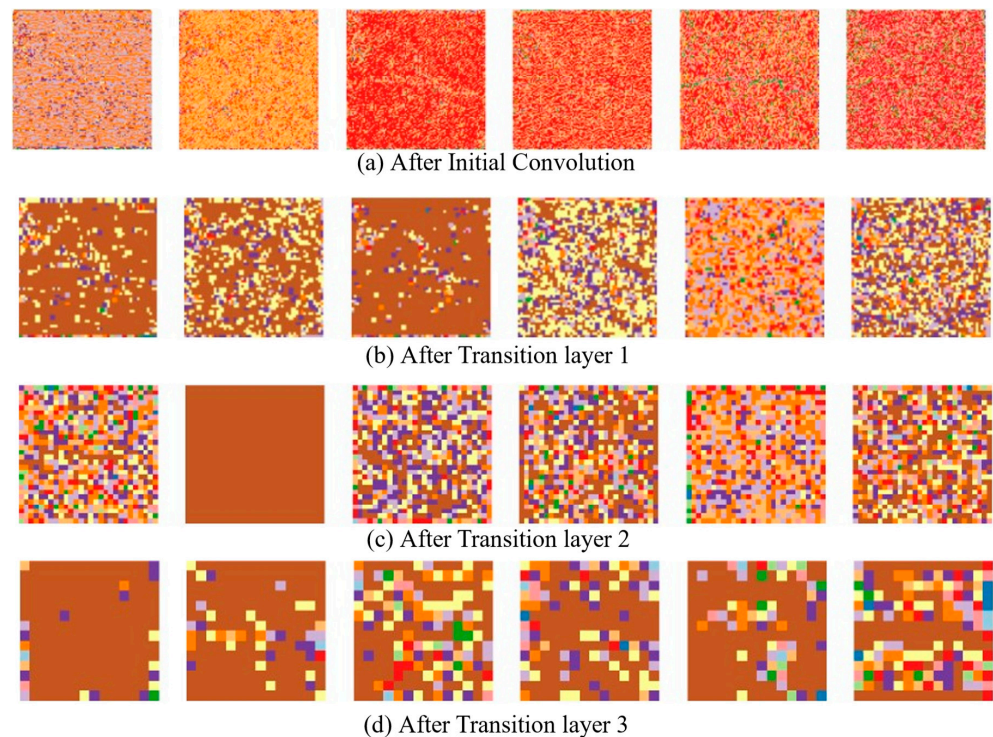 (a) After Initial Convolution
(b) After Transition layer 1
(c) After Transition layer 2
(d) After Transition layer 3